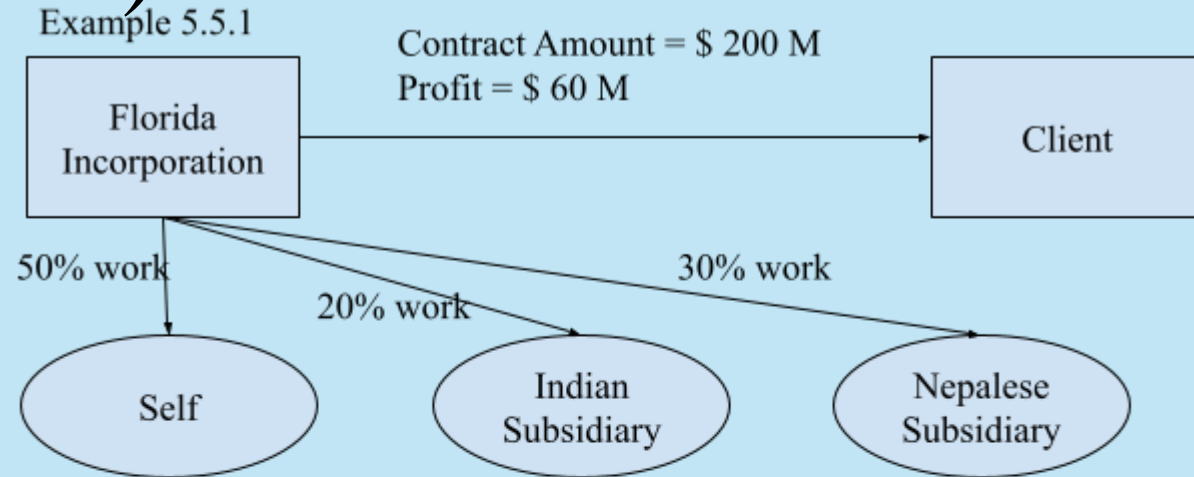 Example 5.5.1
Contract Amount = $ 200 M
Profit = $ 60 M
Florida
Incorporation
Client
50% work
20% work
30% work
Self
Indian
Subsidiary
Nepalese
Subsidiary